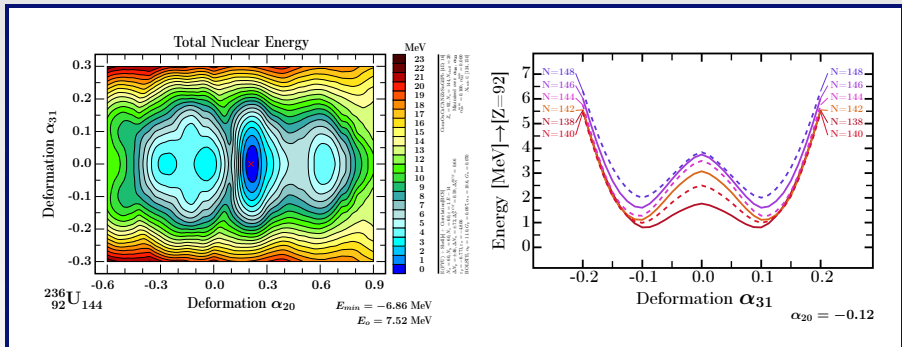 Total Nuclear Energy
Deformation α31
0.3
0.2
0.1
0.0
-0.1
-0.2
-0.3
-0.6
-0.3
0.0
0.3
0.6
0.9
Deformation α20
236
92 U 144
Emin = −6.86 MeV
Eo = 7.52 MeV
MeV
23
22
21
20
19
18
17
16
15
14
13
12
11
10
9
8
7
6
5
4
3
2
1
0
Energy [MeV]→[Z=92]
7
6
5
4
3
2
1
0
N=148
N=146
N=144
N=142
N=138
N=140
N=148
N=146
N=144
N=142
N=138
N=140
-0.2
-0.1
0.0
0.1
0.2
Deformation α31
α20 = −0.12